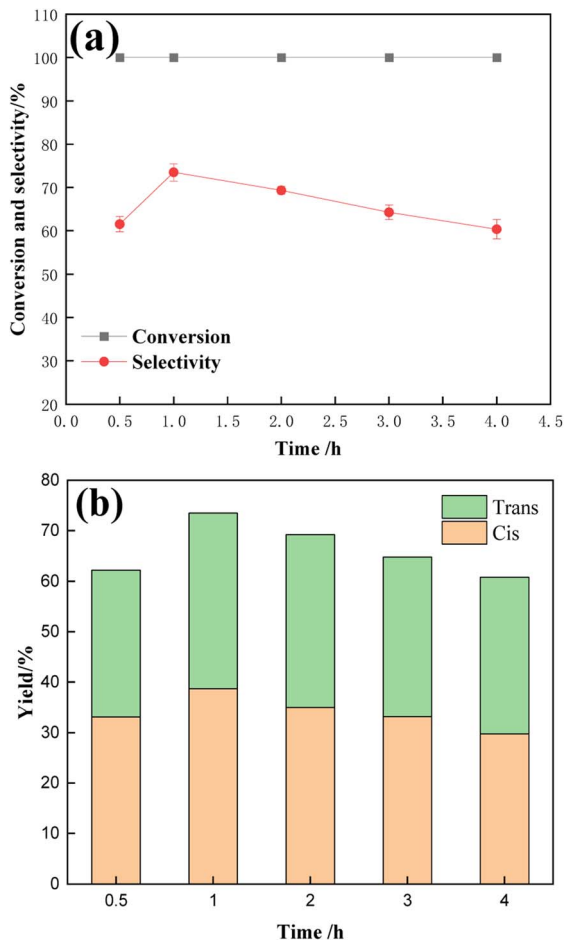 (a)
Conversion and selectivity/%
110
100
90
80
70
60
50
40
30
20
Conversion
Selectivity
0.0 0.5 1.0 1.5 2.0 2.5 3.0 3.5 4.0 4.5
Time /h
(b)
Yield/%
80
70
60
50
40
30
20
10
0
Trans
Cis
0.5 1 2 3 4
Time /h